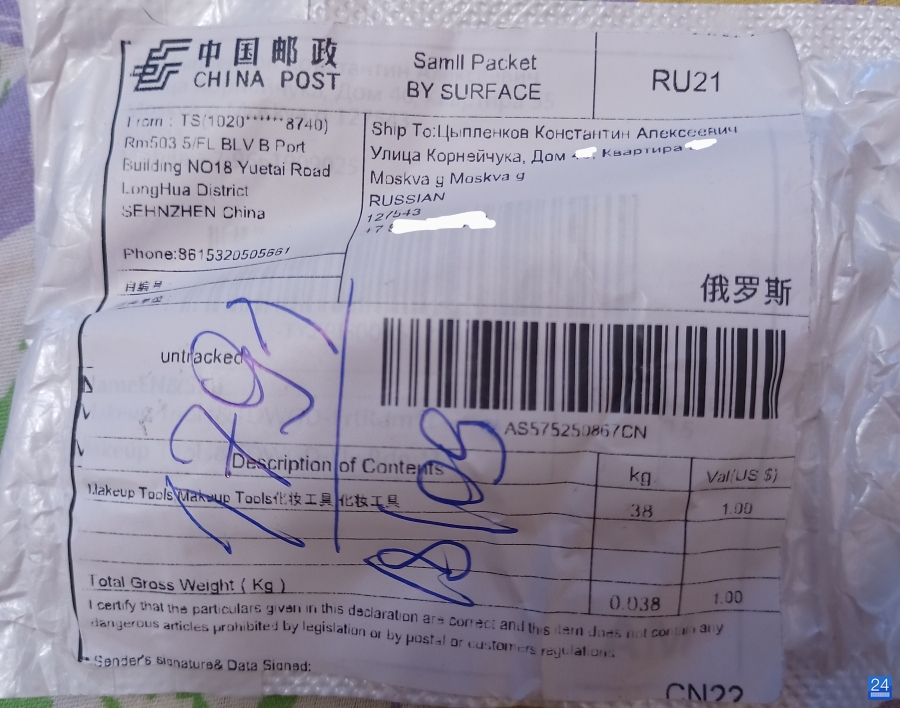 中国邮政
CHINA POST
Samll Packet
BY SURFACE
RU21
From : TS(1020******8740)
Rm503 5/FL BLV B Port
Building NO18 Yuetai Road
LongHua District
SEHNZHEN China
Phone:8615320505661
Ship To:Цыпленков Константин Алексеевич
Улица Корнейчука, Дом Квартира
Moskva g Moskva g
RUSSIAN
127543
+7
俄罗斯
untracked
AS575250867CN
Description of Contents
kg
Val(US $)
Makeup Tools Makeup Tools化妆工具 化妆工具
38
1.00
Total Gross Weight ( Kg )
0.038
1.00
I certify that the particulars given in this declaration are correct and this item does not contain any
dangerous articles prohibited by legislation or by postal or customers regulations
Sender's signature& Data Signed:
CN22
24